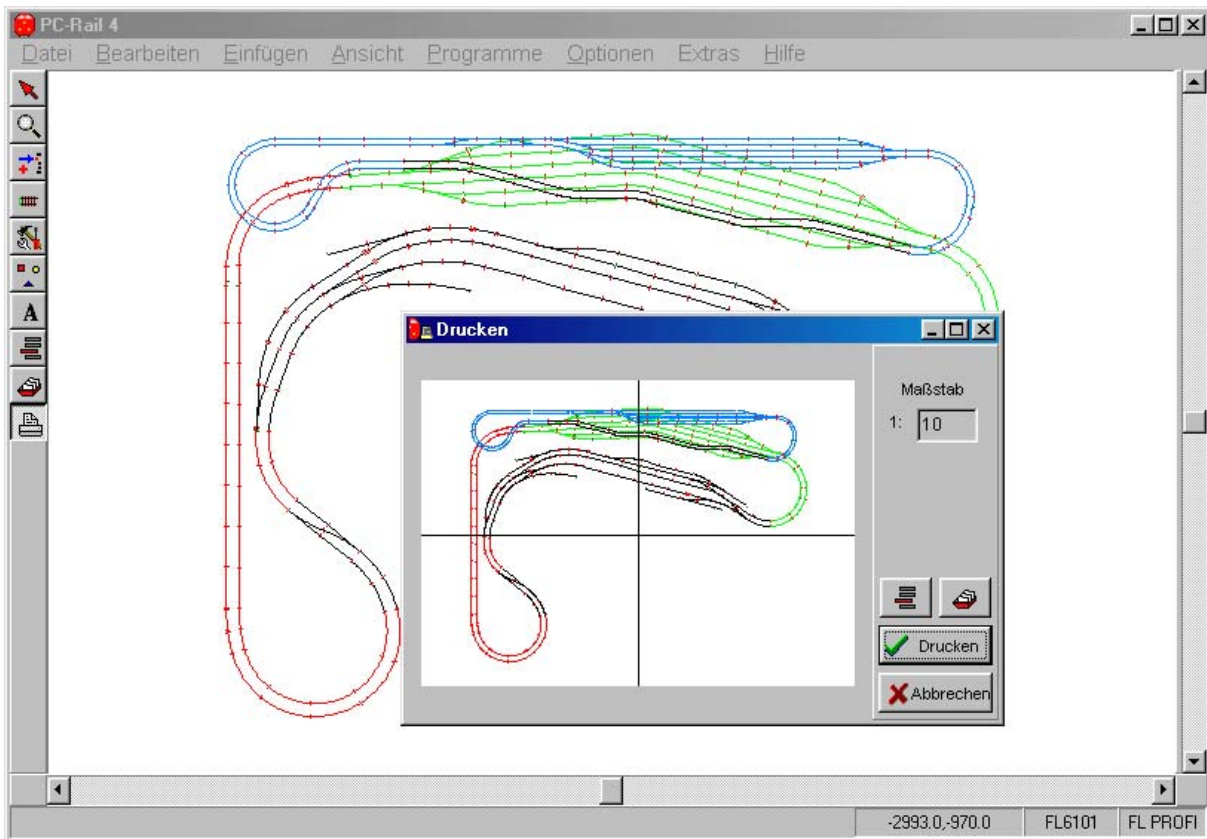 PC-Rail 4
Datei Bearbeiten Einfügen Ansicht Programme Optionen Extras Hilfe
A
Drucken
Maßstab
1: 10
Drucken
Abbrechen
-2993.0,-970.0 FL6101 FL PROFI